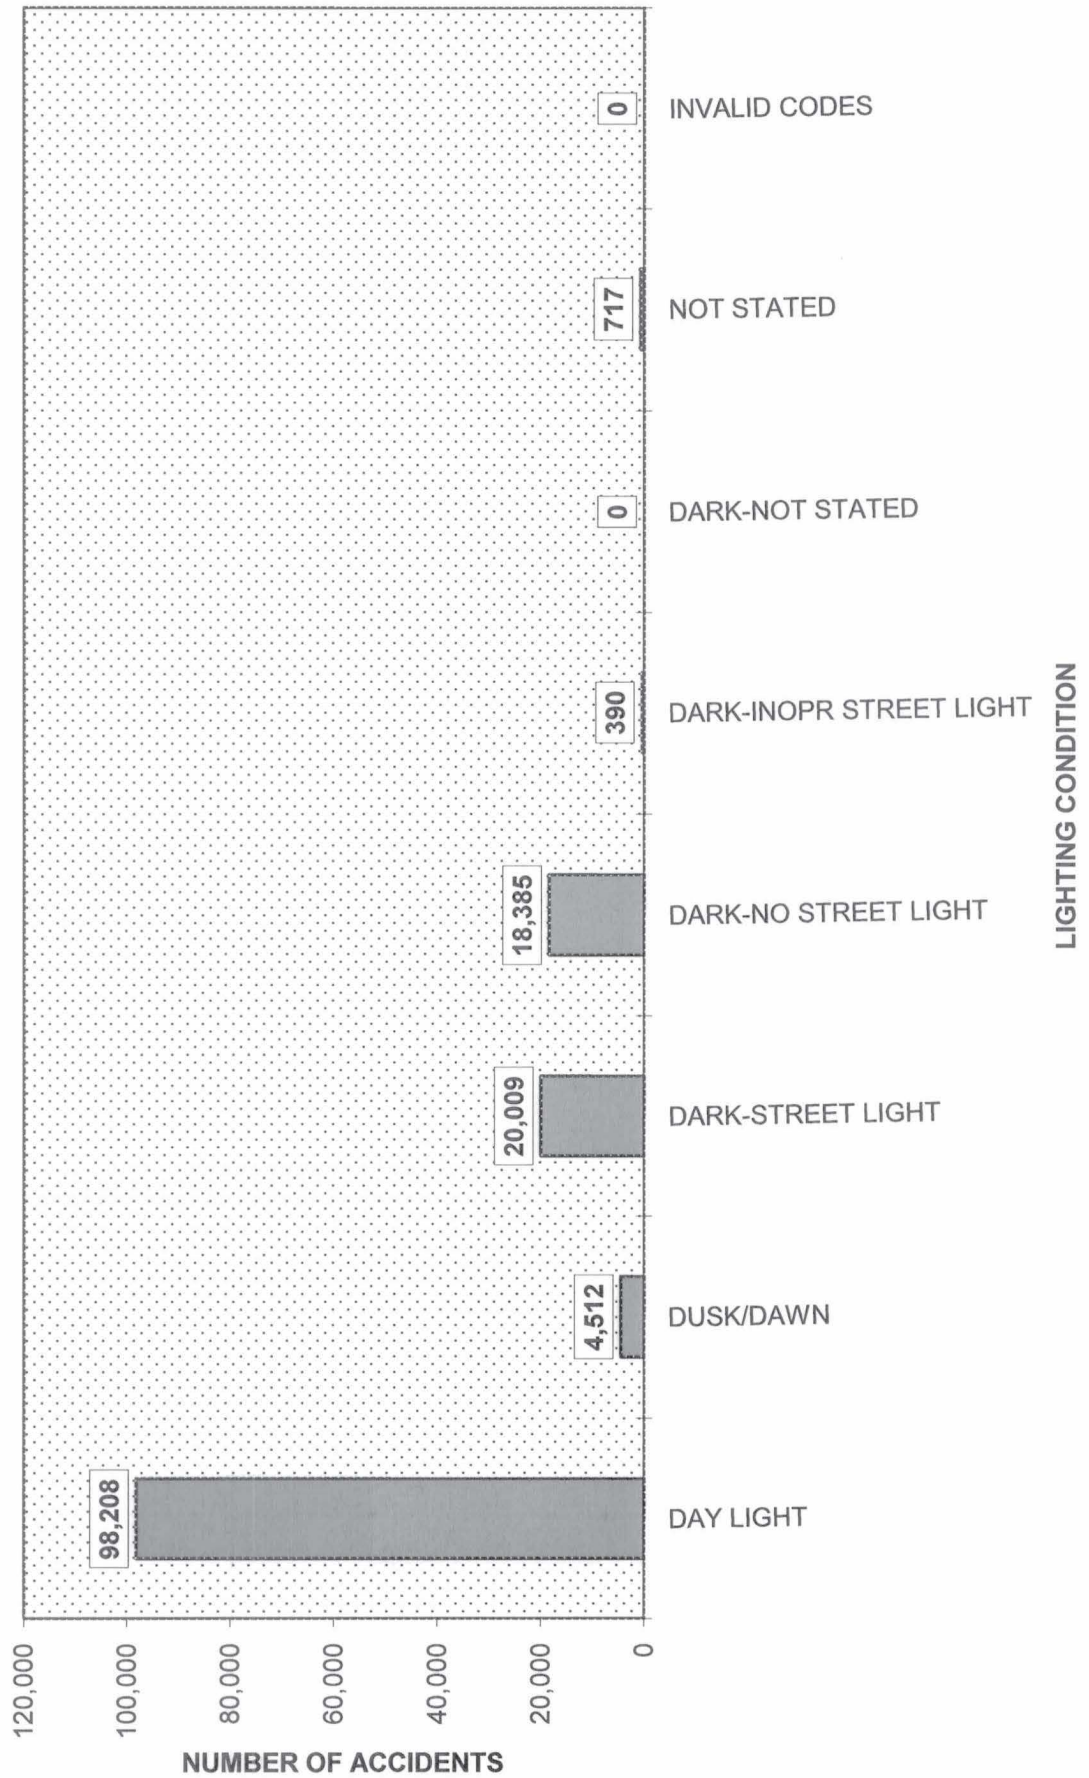 NUMBER OF ACCIDENTS
120,000
100,000
80,000
60,000
40,000
20,000
0
98,208
4,512
20,009
18,385
390
0
717
0
DAY LIGHT
DUSK/DAWN
DARK-STREET LIGHT
DARK-NO STREET LIGHT
DARK-INOPR STREET LIGHT
DARK-NOT STATED
NOT STATED
INVALID CODES
LIGHTING CONDITION